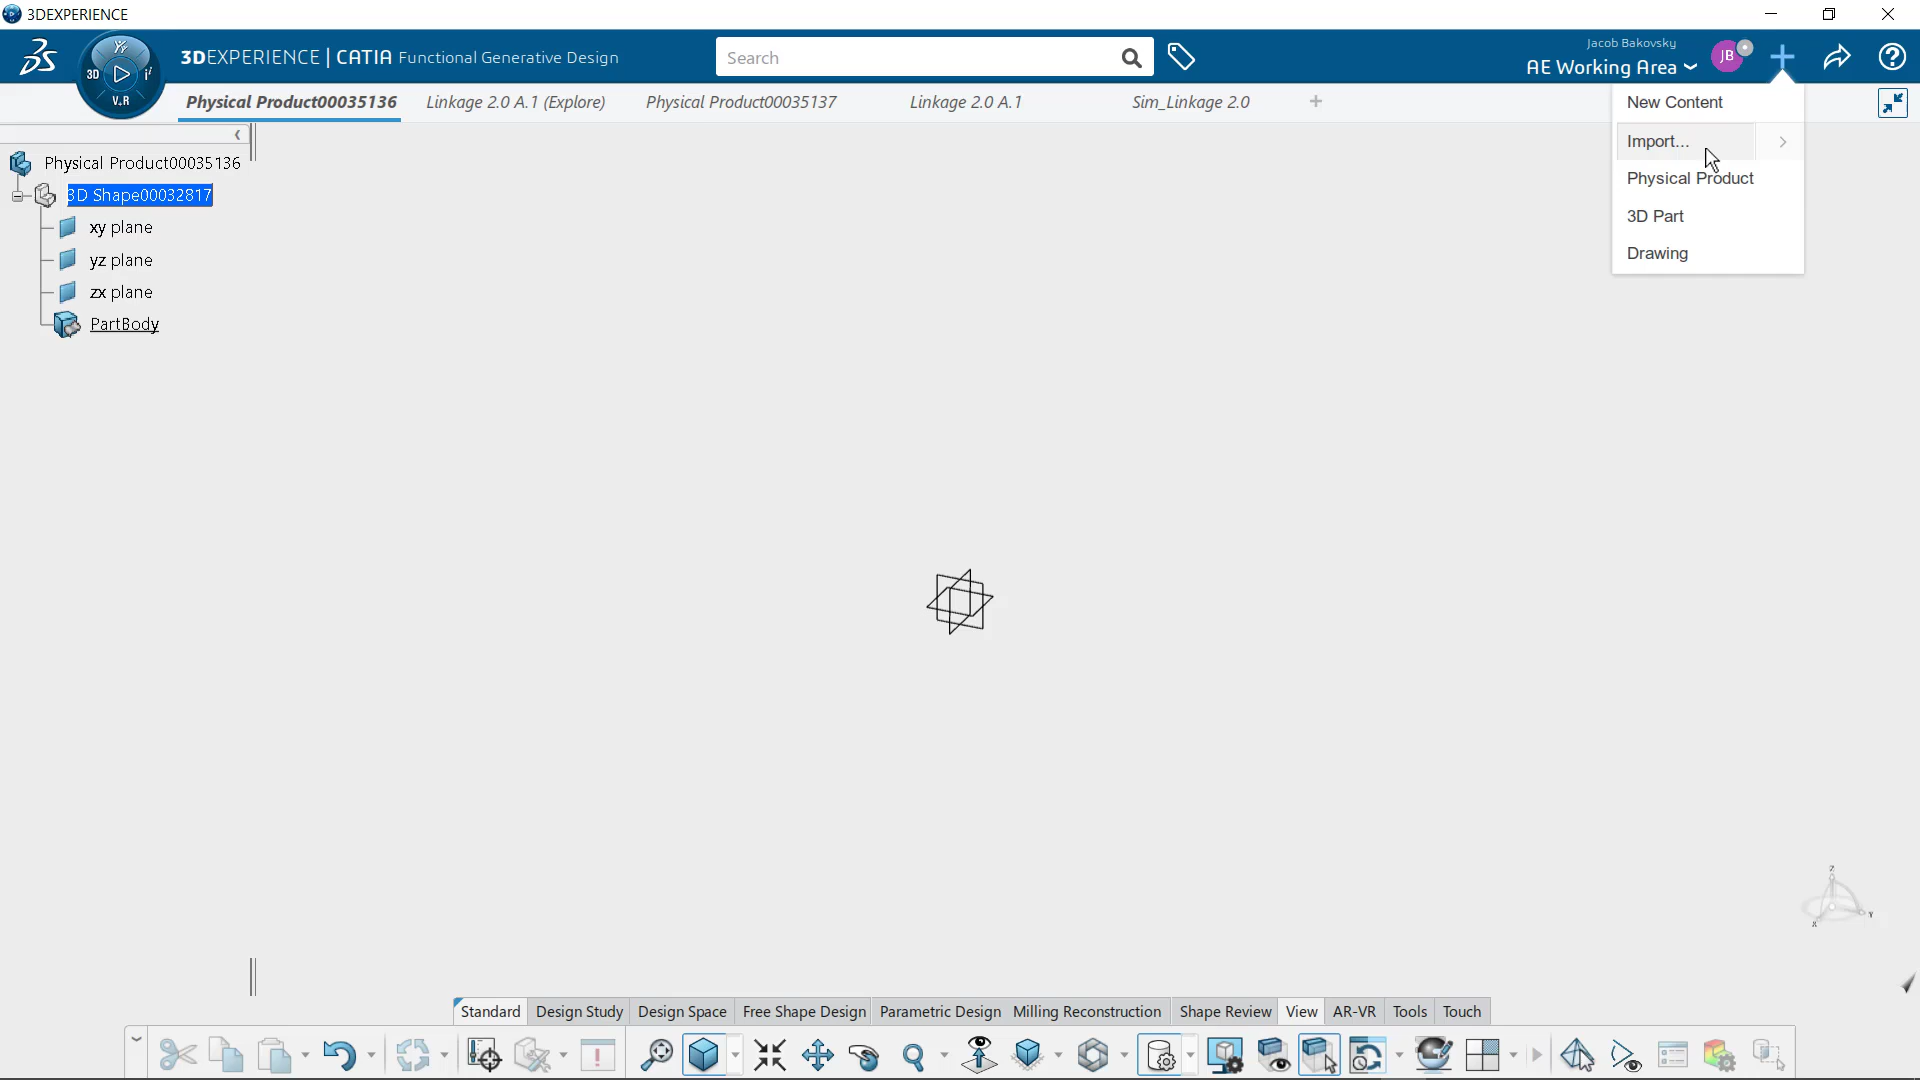 3DEXPERIENCE
3DEXPERIENCE | CATIA Functional Generative Design
3D
V.R
Search
Jacob Bakovsky
AE Working Area
JB
Physical Product00035136
Linkage 2.0 A.1 (Explore)
Physical Product00035137
Linkage 2.0 A.1
Sim_Linkage 2.0
New Content
Import...
Physical Product
3D Part
Drawing
Physical Product00035136
3D Shape00032817
xy plane
yz plane
zx plane
PartBody
Z
Y
X
Standard
Design Study
Design Space
Free Shape Design
Parametric Design
Milling Reconstruction
Shape Review
View
AR-VR
Tools
Touch